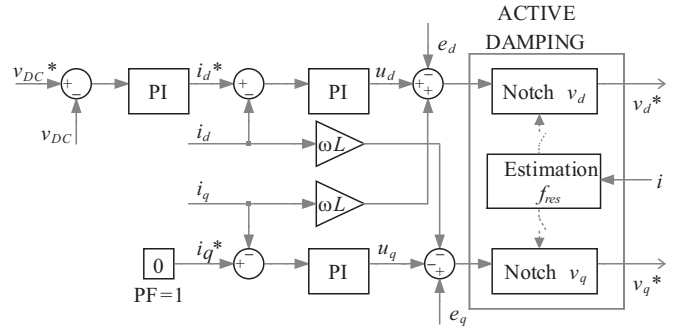 ACTIVE
DAMPING
e_d
v_DC*
+
−
PI
i_d*
+
−
PI
u_d
−
+
+
Notch v_d
v_d*
v_DC
i_d
ωL
Estimation
f_res
i
i_q
ωL
0
PF=1
i_q*
−
+
PI
u_q
−
−
+
Notch v_q
v_q*
e_q